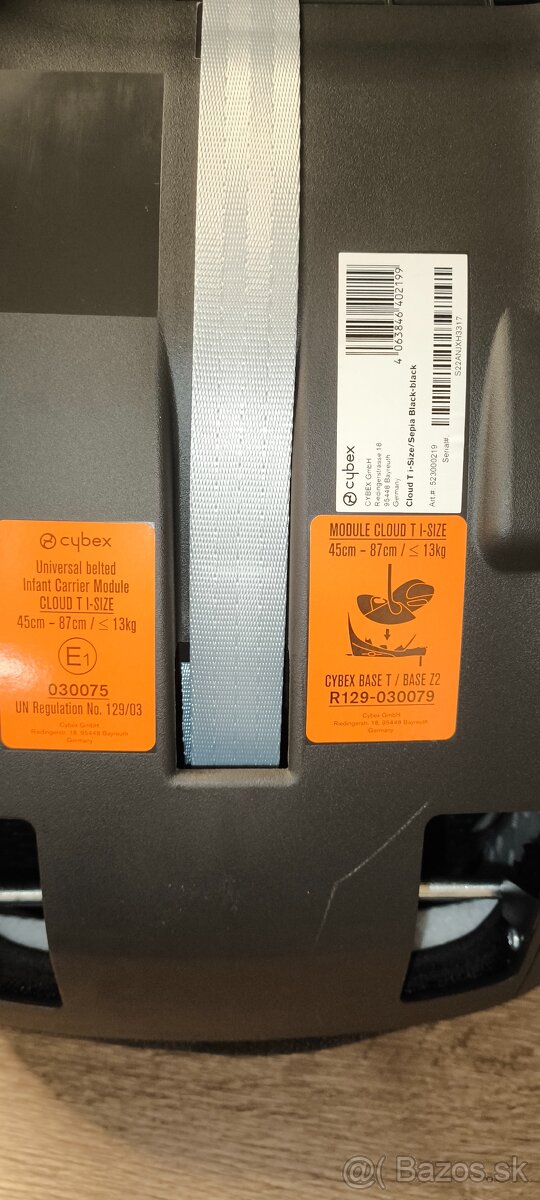 4 063846 402199
S22ANJXH3317
cybex
CYBEX GmbH
Riedingerstrasse 18
95448 Bayreuth
Germany
Cloud T i-Size/Sepia Black-black
Art.# 523000219
Serial#:
cybex
Universal belted
Infant Carrier Module
CLOUD T I-SIZE
45cm – 87cm / ≤ 13kg
E1
030075
UN Regulation No. 129/03
Cybex GmbH
Riedingerstr. 18, 95448 Bayreuth
Germany
MODULE CLOUD T I-SIZE
45cm – 87cm / ≤ 13kg
CYBEX BASE T / BASE Z2
R129-030079
Cybex GmbH
Riedingerstr. 18, 95448 Bayreuth
Germany
@( Bazos.sk